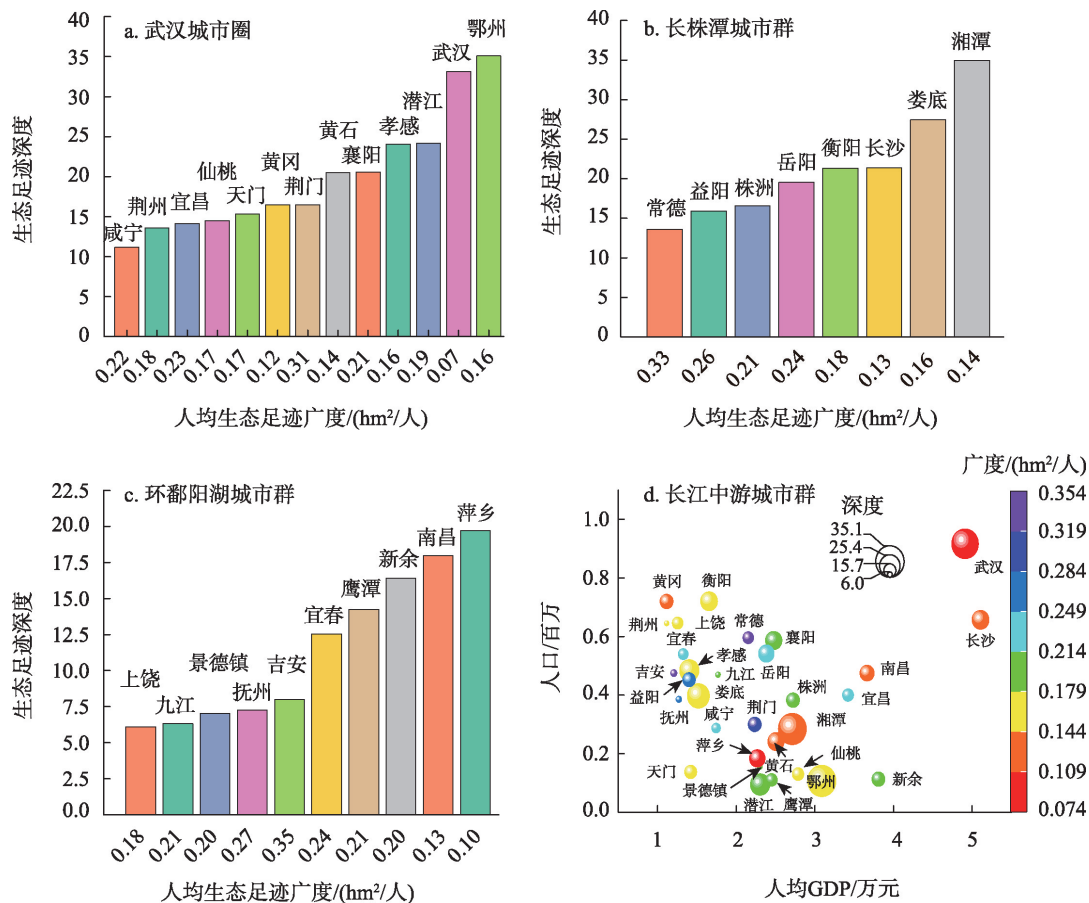 a. 武汉城市圈
生态足迹深度
40
35
30
25
20
15
10
5
0
咸宁
荆州
宜昌
仙桃
天门
黄冈
荆门
黄石
襄阳
孝感
潜江
武汉
鄂州
0.22
0.18
0.23
0.17
0.17
0.12
0.31
0.14
0.21
0.16
0.19
0.07
0.16
人均生态足迹广度/(hm²/人)
b. 长株潭城市群
生态足迹深度
40
35
30
25
20
15
10
5
0
常德
益阳
株洲
岳阳
衡阳
长沙
娄底
湘潭
0.33
0.26
0.21
0.24
0.18
0.13
0.16
0.14
人均生态足迹广度/(hm²/人)
c. 环鄱阳湖城市群
生态足迹深度
22.5
20.0
17.5
15.0
12.5
10.0
7.5
5.0
2.5
0.0
上饶
九江
景德镇
抚州
吉安
宜春
鹰潭
新余
南昌
萍乡
0.18
0.21
0.20
0.27
0.35
0.24
0.21
0.20
0.13
0.10
人均生态足迹广度/(hm²/人)
d. 长江中游城市群
人口/百万
1.0
0.8
0.6
0.4
0.2
0.0
深度
35.1
25.4
15.7
6.0
武汉
长沙
黄冈
衡阳
荆州
上饶
常德
襄阳
宜春
孝感
岳阳
吉安
九江
南昌
益阳
娄底
株洲
宜昌
抚州
咸宁
荆门
湘潭
萍乡
黄石
仙桃
天门
景德镇
鄂州
新余
潜江
鹰潭
1
2
3
4
5
人均GDP/万元
广度/(hm²/人)
0.354
0.319
0.284
0.249
0.214
0.179
0.144
0.109
0.074